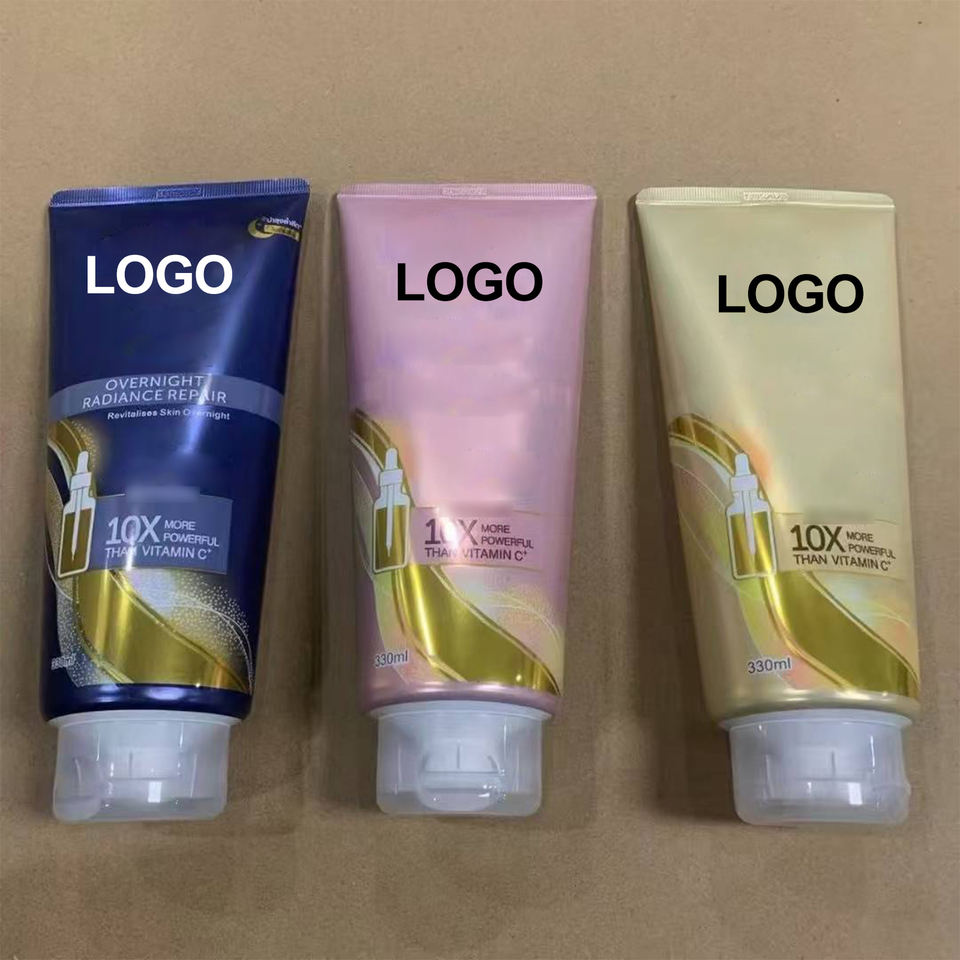 LOGO
OVERNIGHT
RADIANCE REPAIR
Revitalises Skin Overnight
10X MORE
POWERFUL
THAN VITAMIN C+
330ml
LOGO
10X MORE
POWERFUL
THAN VITAMIN C+
330ml
LOGO
10X MORE
POWERFUL
THAN VITAMIN C+
330ml